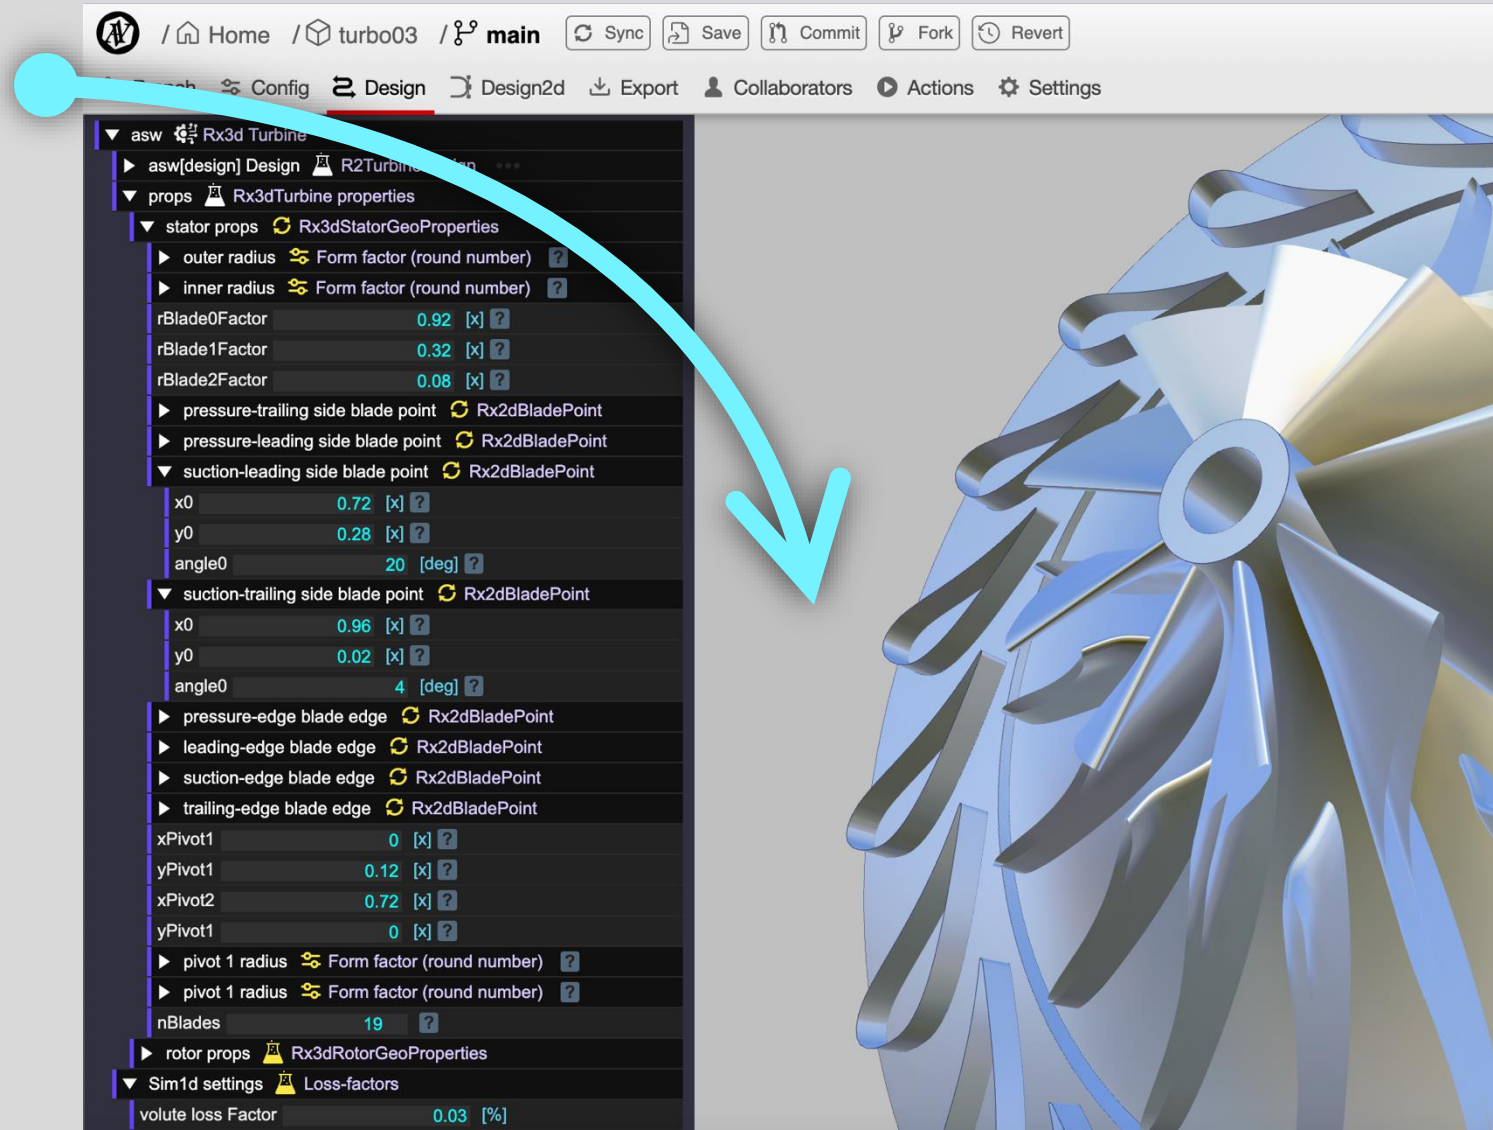 / Home / turbo03 / main Sync Save Commit Fork Revert
Config Design Design2d Export Collaborators Actions Settings
asw Rx3d Turbine
asw[design] Design
props Rx3dTurbine properties
stator props Rx3dStatorGeoProperties
outer radius Form factor (round number) ?
inner radius Form factor (round number) ?
rBlade0Factor 0.92 [x] ?
rBlade1Factor 0.32 [x] ?
rBlade2Factor 0.08 [x] ?
pressure-trailing side blade point Rx2dBladePoint
pressure-leading side blade point Rx2dBladePoint
suction-leading side blade point Rx2dBladePoint
x0 0.72 [x] ?
y0 0.28 [x] ?
angle0 20 [deg] ?
suction-trailing side blade point Rx2dBladePoint
x0 0.96 [x] ?
y0 0.02 [x] ?
angle0 4 [deg] ?
pressure-edge blade edge Rx2dBladePoint
leading-edge blade edge Rx2dBladePoint
suction-edge blade edge Rx2dBladePoint
trailing-edge blade edge Rx2dBladePoint
xPivot1 0 [x] ?
yPivot1 0.12 [x] ?
xPivot2 0.72 [x] ?
yPivot1 0 [x] ?
pivot 1 radius Form factor (round number) ?
pivot 1 radius Form factor (round number) ?
nBlades 19 ?
rotor props Rx3dRotorGeoProperties
Sim1d settings Loss-factors
volute loss Factor 0.03 [%]